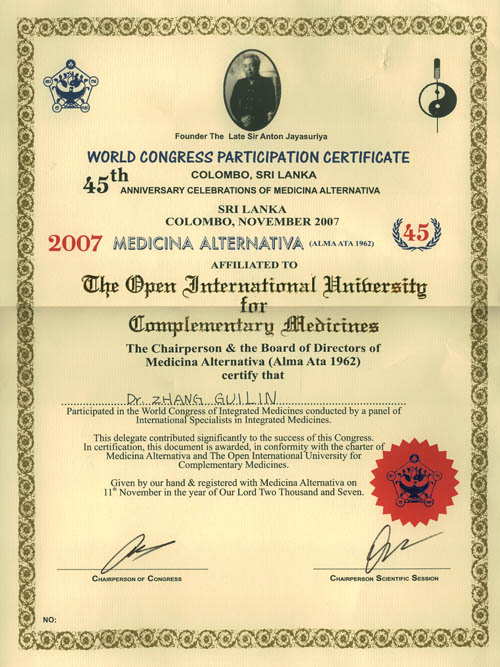 Founder The Late Sir Anton Jayasuriya
WORLD CONGRESS PARTICIPATION CERTIFICATE
COLOMBO, SRI LANKA
45th ANNIVERSARY CELEBRATIONS OF MEDICINA ALTERNATIVA
SRI LANKA
COLOMBO, NOVEMBER 2007
2007 MEDICINA ALTERNATIVA (ALMA ATA 1962)
45
AFFILIATED TO
The Open International University
for
Complementary Medicines
The Chairperson & the Board of Directors of
Medicina Alternativa (Alma Ata 1962)
certify that
Dr. ZHANG GUILIN
Participated in the World Congress of Integrated Medicines conducted by a panel of
International Specialists in Integrated Medicines.
This delegate contributed significantly to the success of this Congress.
In certification, this document is awarded, in conformity with the charter of
Medicina Alternativa and The Open International University for
Complementary Medicines.
Given by our hand & registered with Medicina Alternativa on
11th November in the year of Our Lord Two Thousand and Seven.
CHAIRPERSON OF CONGRESS
CHAIRPERSON SCIENTIFIC SESSION
NO: